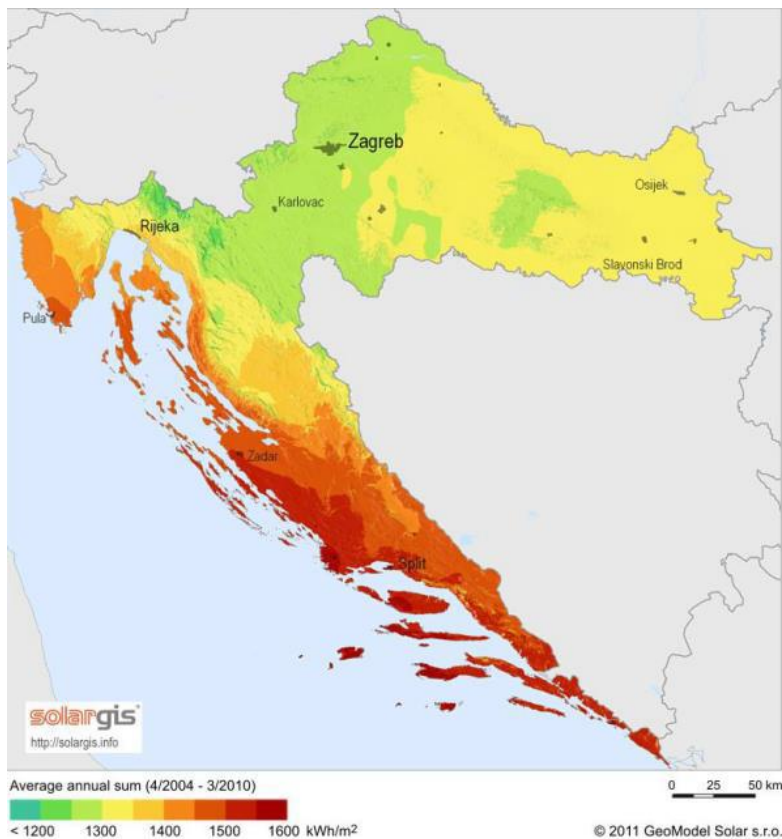 Zagreb
Osijek
Karlovac
Rijeka
Slavonski Brod
Pula
Zadar
Split
solargis
http://solargis.info
Average annual sum (4/2004 - 3/2010)
0 25 50 km
< 1200 1300 1400 1500 1600 kWh/m²
© 2011 GeoModel Solar s.r.o.